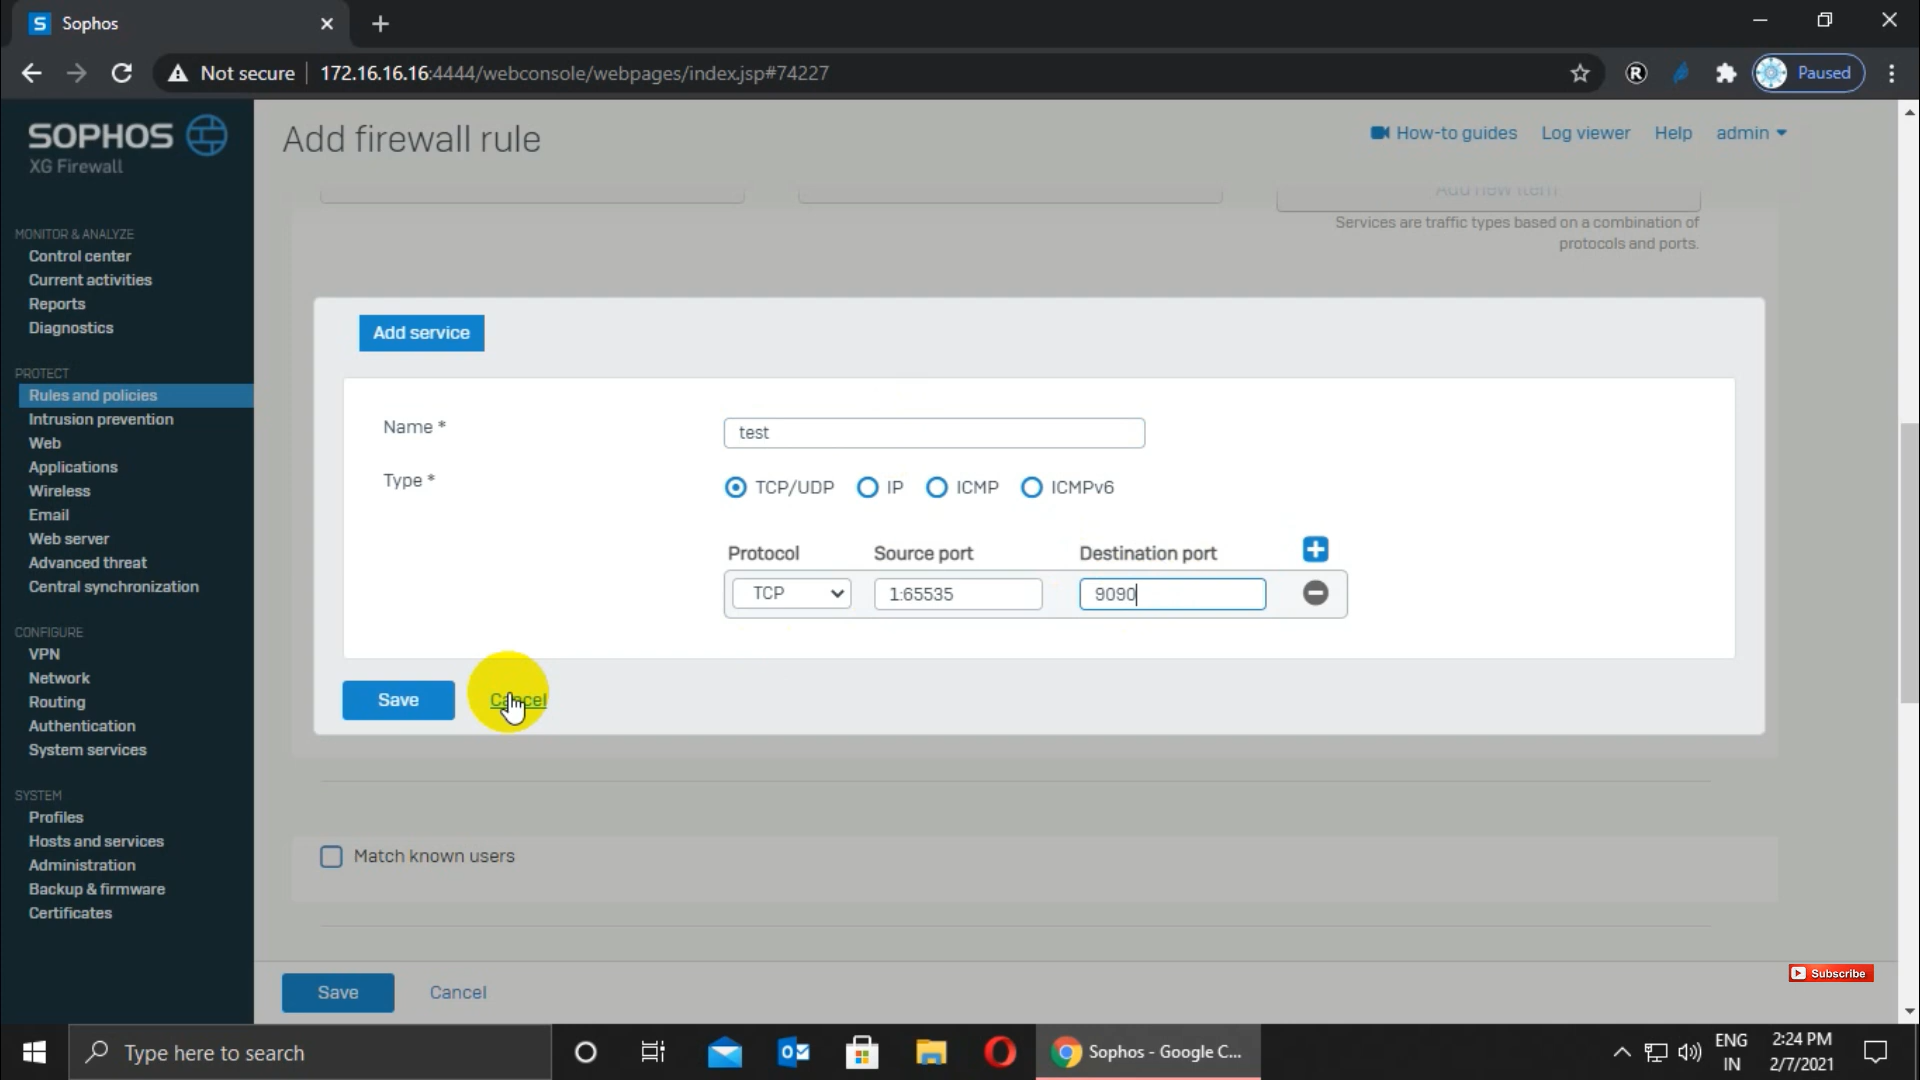 Sophos
Not secure
172.16.16.16:4444/webconsole/webpages/index.jsp#74227
Paused
SOPHOS
XG Firewall
Add firewall rule
How-to guides
Log viewer
Help
admin
Add new item
Services are traffic types based on a combination of
protocols and ports.
MONITOR & ANALYZE
Control center
Current activities
Reports
Diagnostics
PROTECT
Rules and policies
Intrusion prevention
Web
Applications
Wireless
Email
Web server
Advanced threat
Central synchronization
CONFIGURE
VPN
Network
Routing
Authentication
System services
SYSTEM
Profiles
Hosts and services
Administration
Backup & firmware
Certificates
Add service
Name *
test
Type *
TCP/UDP
IP
ICMP
ICMPv6
Protocol
Source port
Destination port
TCP
1:65535
9090
Save
Cancel
Match known users
Save
Cancel
Subscribe
Type here to search
Sophos - Google C...
ENG
IN
2:24 PM
2/7/2021